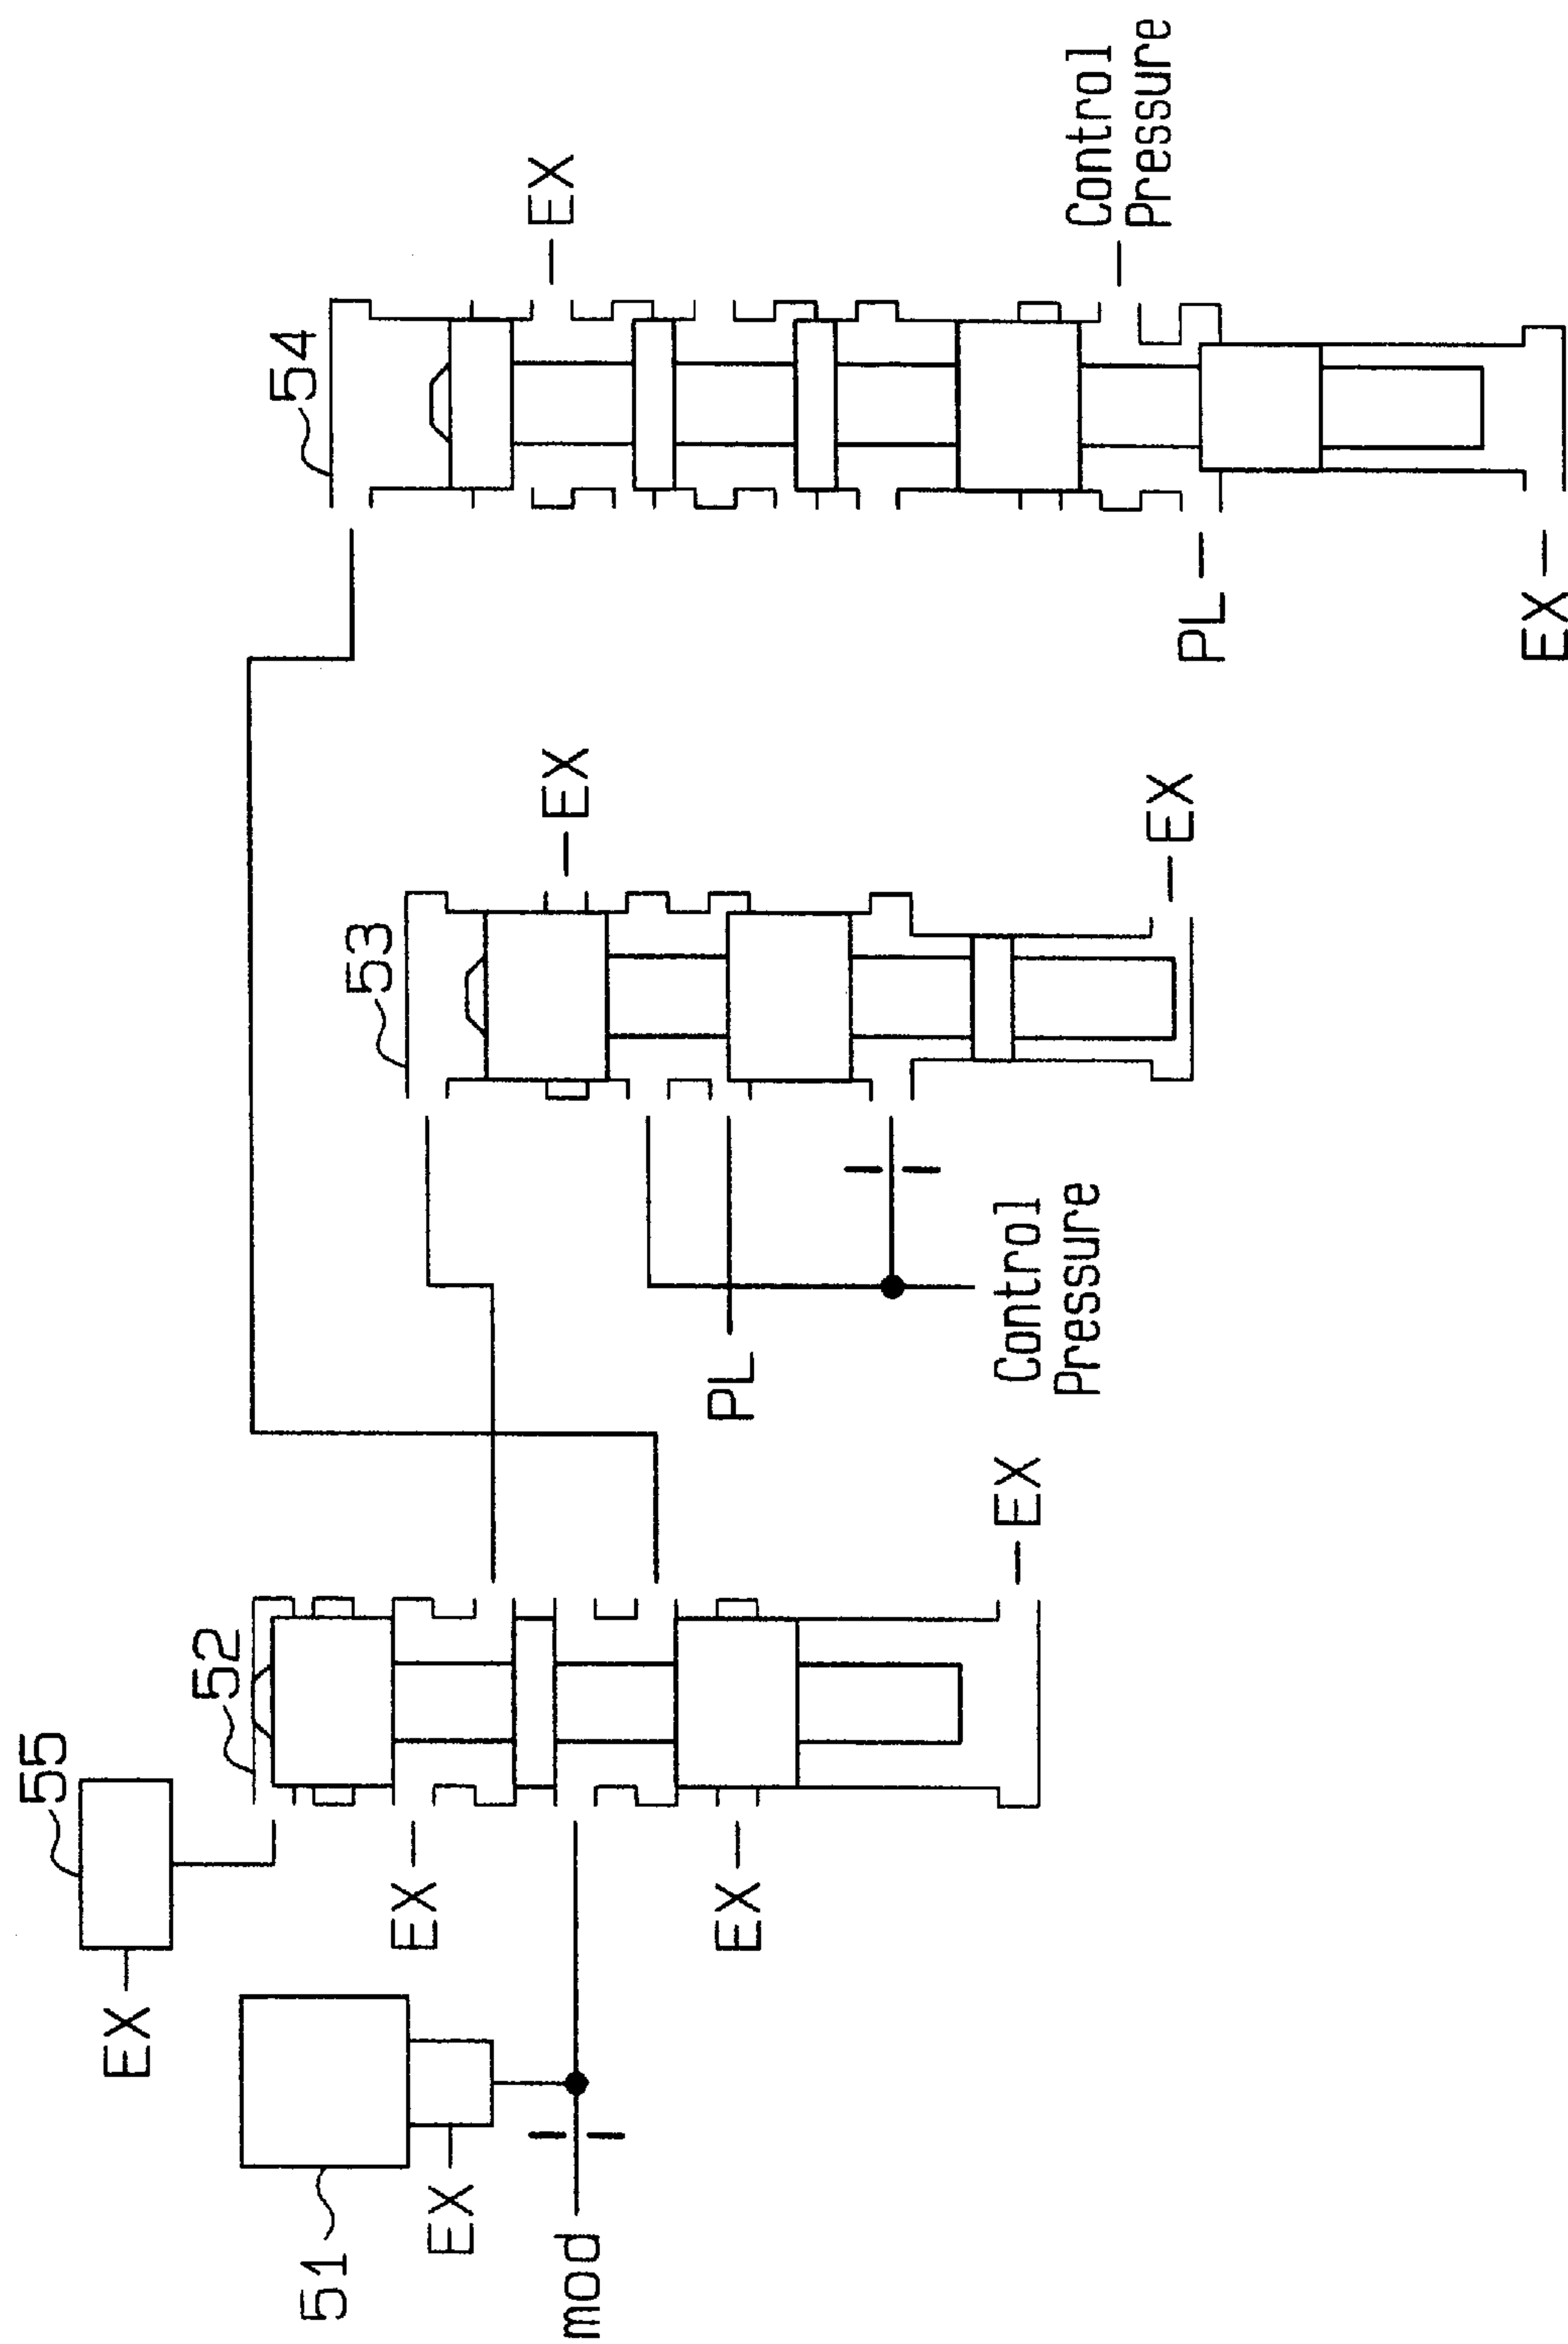 55
EX
52
51
EX
EX
EX
mod
EX
53
EX
PL
EX
Control
Pressure
54
EX
Control
Pressure
PL
EX